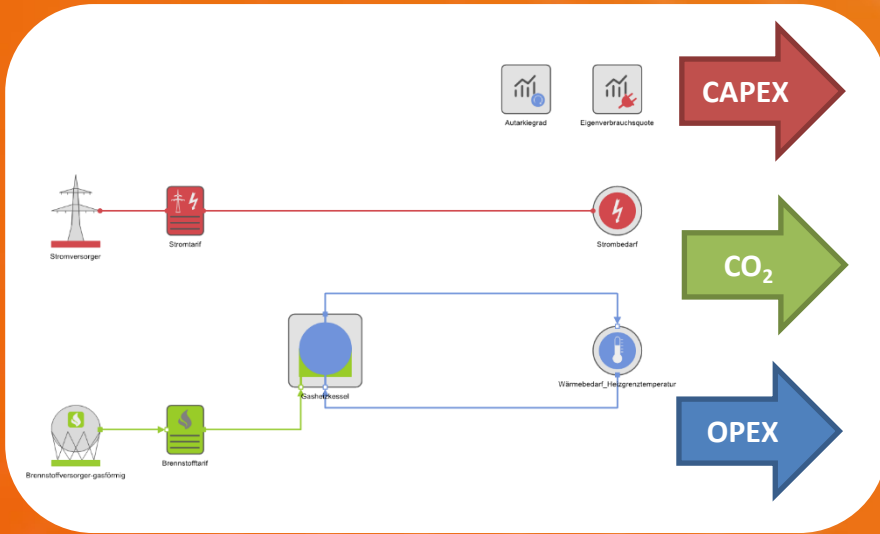 CAPEX
Autarkiegrad
Eigenverbrauchsquote
Stromversorger
Stromtarif
Strombedarf
CO₂
Gasheizkessel
Wärmebedarf_Heizgrenztemperatur
OPEX
Brennstofftarif
Brennstoffversorger-gasförmig